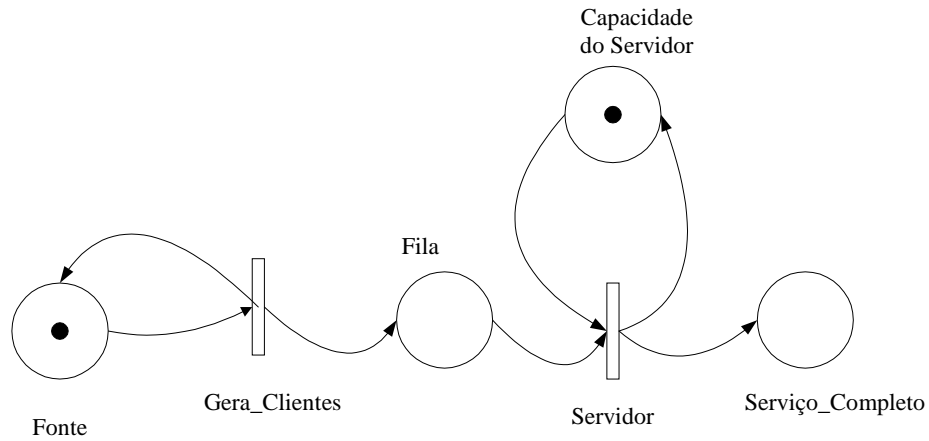 Capacidade
do Servidor
Fila
Gera_Clientes
Servidor
Serviço_Completo
Fonte